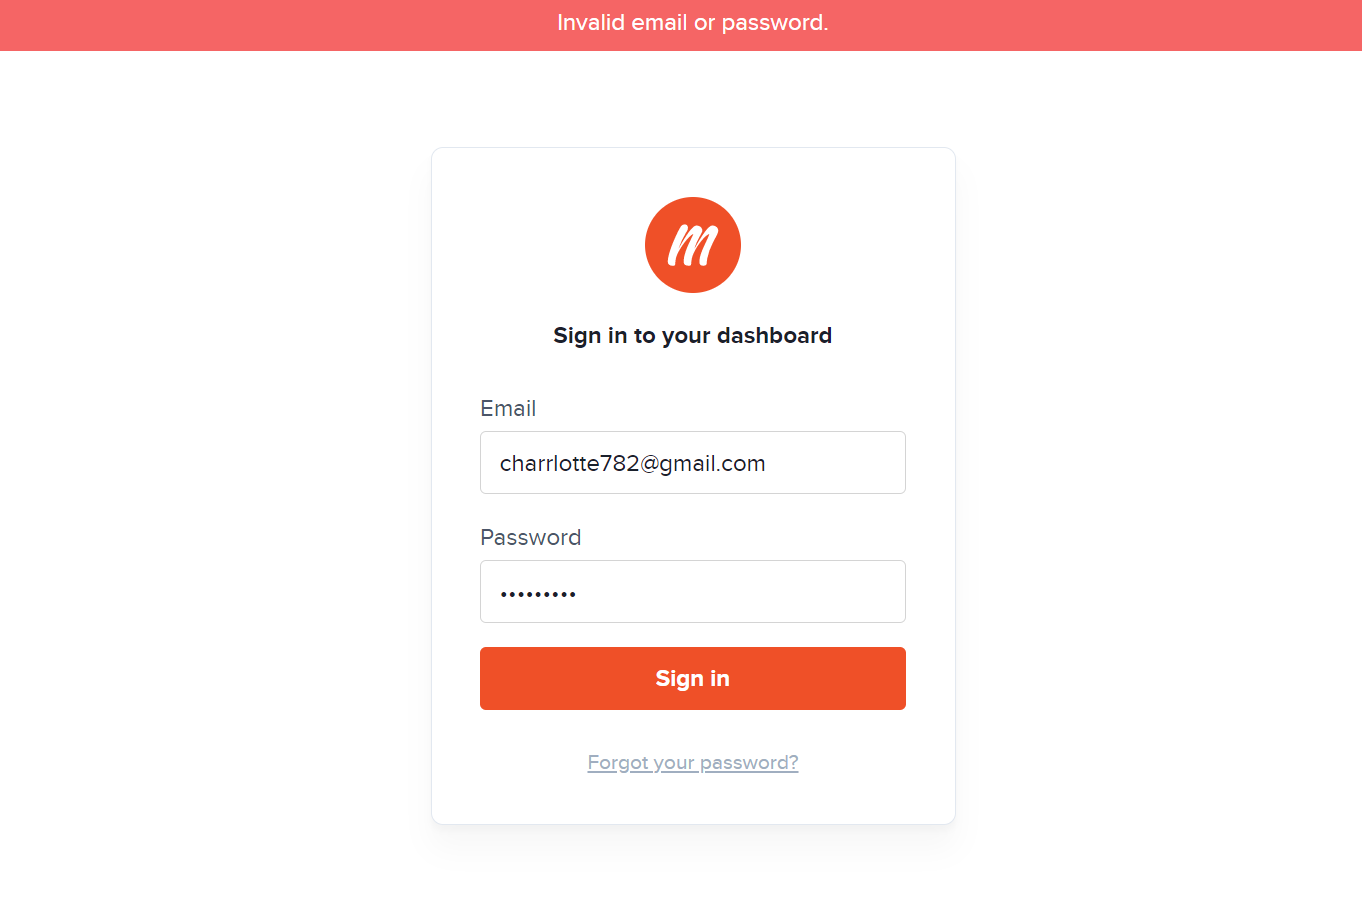 Invalid email or password.
m
Sign in to your dashboard
Email
charrlotte782@gmail.com
Password
•••••••••
Sign in
Forgot your password?